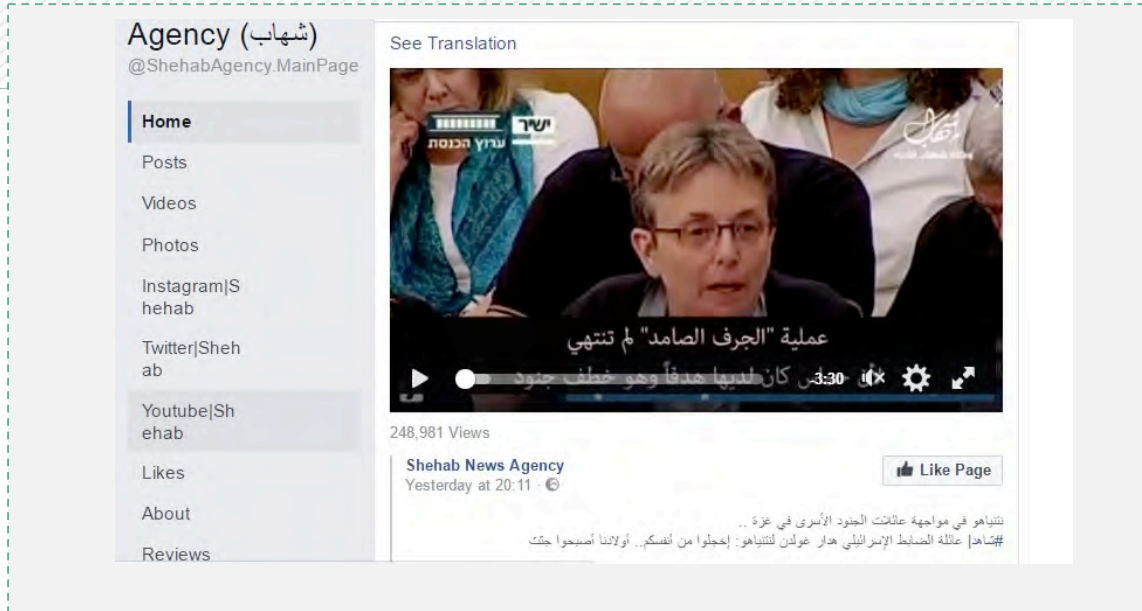 Agency (شهاب)
@ShehabAgency.MainPage
Home
Posts
Videos
Photos
Instagram|S
hehab
Twitter|Sheh
ab
Youtube|Sh
ehab
Likes
About
Reviews
See Translation
ישיר
ערוץ הכנסת
شهاب
عملية "الجرف الصامد" لم تنتهي
حماس كان لديها هدفاً وهو خطف جنود
-3:30
248,981 Views
Shehab News Agency
Yesterday at 20:11
Like Page
نتنياهو في مواجهة عائلات الجنود الأسرى في غزة ..
#شاهد| عائلة الضابط الإسرائيلي هدار غولدن لنتنياهو: إخجلوا من أنفسكم.. أولادنا أصبحوا جثث